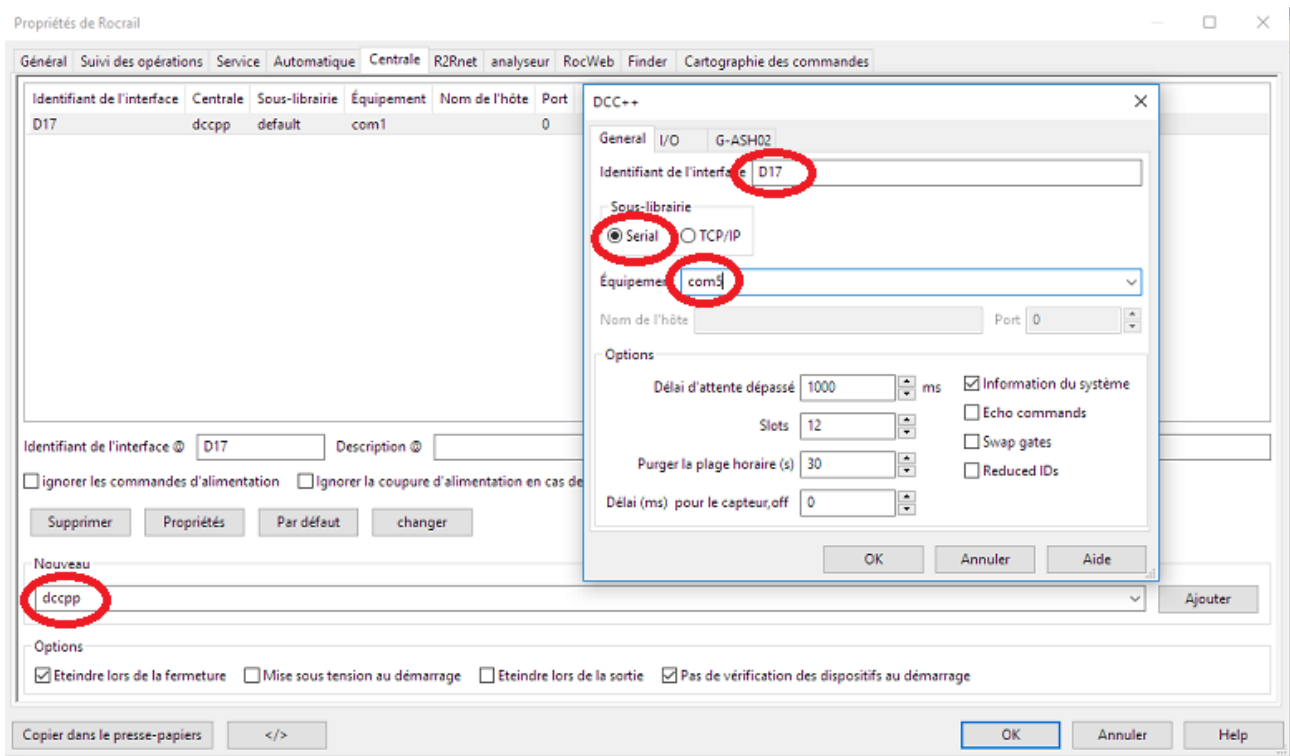 Propriétés de Rocrail
Général Suivi des opérations Service Automatique Centrale R2Rnet analyseur RocWeb Finder Cartographie des commandes
Identifiant de l'interface Centrale Sous-librairie Équipement Nom de l'hôte Port
D17 dccpp default com1 0
DCC++
General I/O G-ASH02
Identifiant de l'interface D17
Sous-librairie
Serial TCP/IP
Équipement com5
Nom de l'hôte Port 0
Options
Délai d'attente dépassé 1000 ms
Slots 12
Purger la plage horaire (s) 30
Délai (ms) pour le capteur,off 0
Information du système
Echo commands
Swap gates
Reduced IDs
OK Annuler Aide
Identifiant de l'interface @ D17 Description @
ignorer les commandes d'alimentation Ignorer la coupure d'alimentation en cas de
Supprimer Propriétés Par défaut changer
Nouveau
dccpp Ajouter
Options
Eteindre lors de la fermeture Mise sous tension au démarrage Eteindre lors de la sortie Pas de vérification des dispositifs au démarrage
Copier dans le presse-papiers </> OK Annuler Help